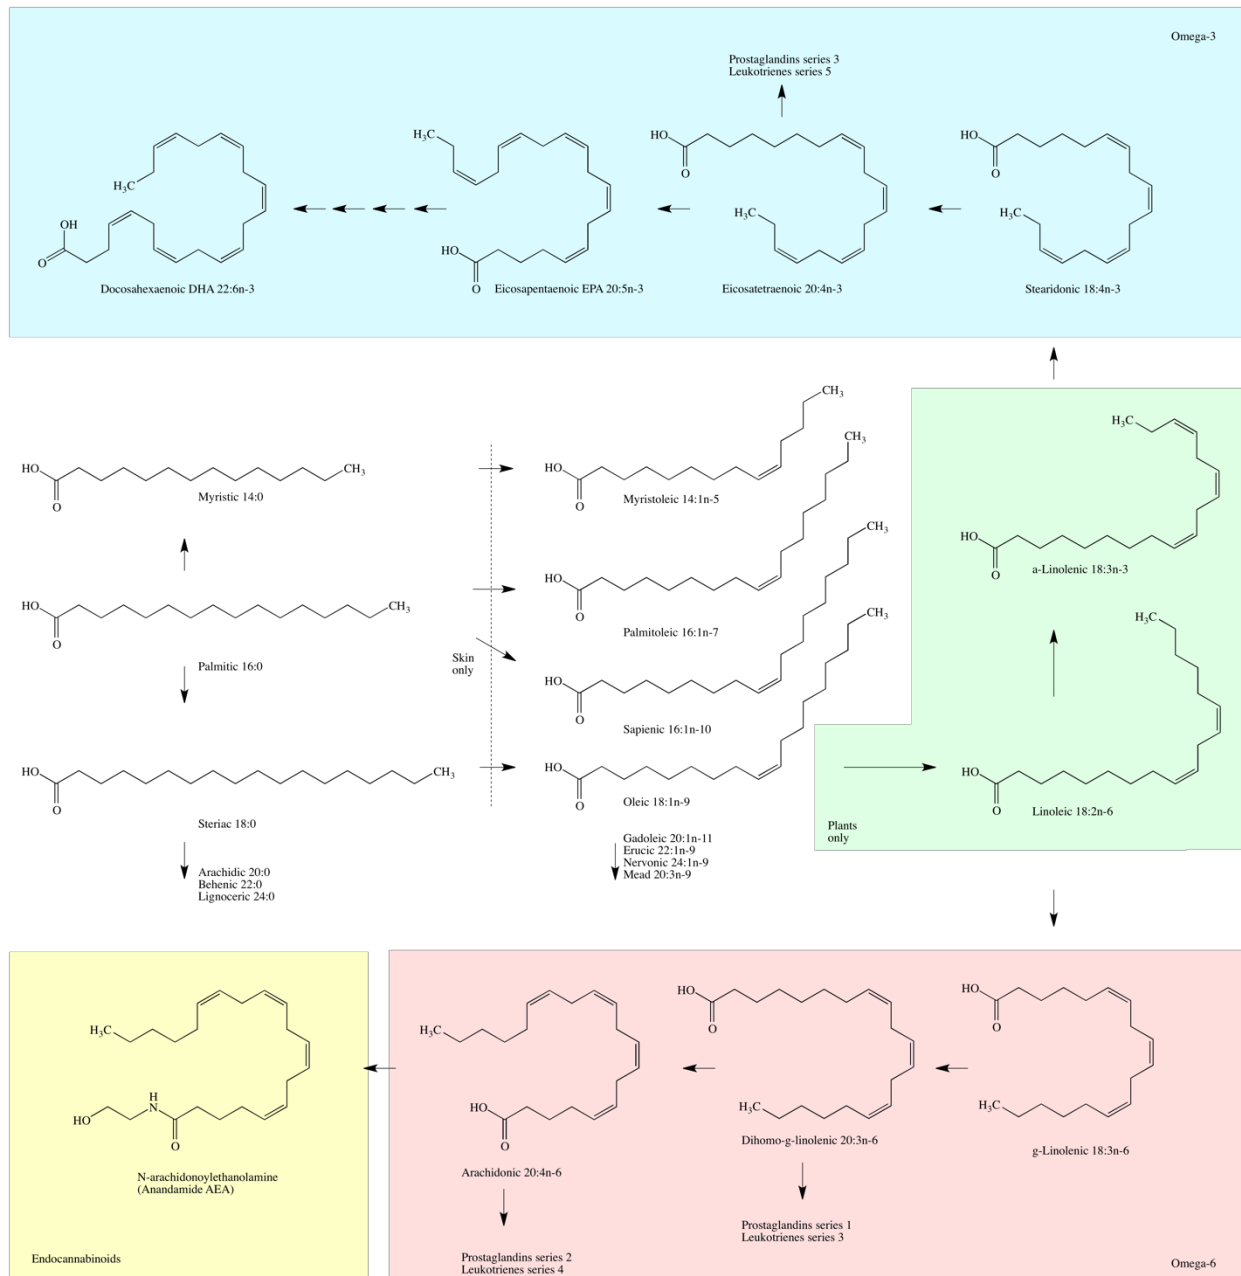 Omega-3
Prostaglandins series 3
Leukotrienes series 5
H₃C
OH
O
Docosahexaenoic DHA 22:6n-3
H₃C
HO
O
Eicosapentaenoic EPA 20:5n-3
HO
O
H₃C
Eicosatetraenoic 20:4n-3
HO
O
H₃C
Stearidonic 18:4n-3
HO
O
CH₃
Myristic 14:0
HO
O
CH₃
Palmitic 16:0
HO
O
CH₃
Steriac 18:0
Arachidic 20:0
Behenic 22:0
Lignoceric 24:0
Skin
only
HO
O
CH₃
Myristoleic 14:1n-5
HO
O
CH₃
Palmitoleic 16:1n-7
HO
O
CH₃
Sapienic 16:1n-10
HO
O
CH₃
Oleic 18:1n-9
Gadoleic 20:1n-11
Erucic 22:1n-9
Nervonic 24:1n-9
Mead 20:3n-9
H₃C
HO
O
a-Linolenic 18:3n-3
H₃C
HO
O
Linoleic 18:2n-6
Plants
only
H₃C
HO
N
H
O
N-arachidonoylethanolamine
(Anandamide AEA)
Endocannabinoids
H₃C
HO
O
Arachidonic 20:4n-6
Prostaglandins series 2
Leukotrienes series 4
HO
O
H₃C
Dihomo-g-linolenic 20:3n-6
Prostaglandins series 1
Leukotrienes series 3
HO
O
H₃C
g-Linolenic 18:3n-6
Omega-6